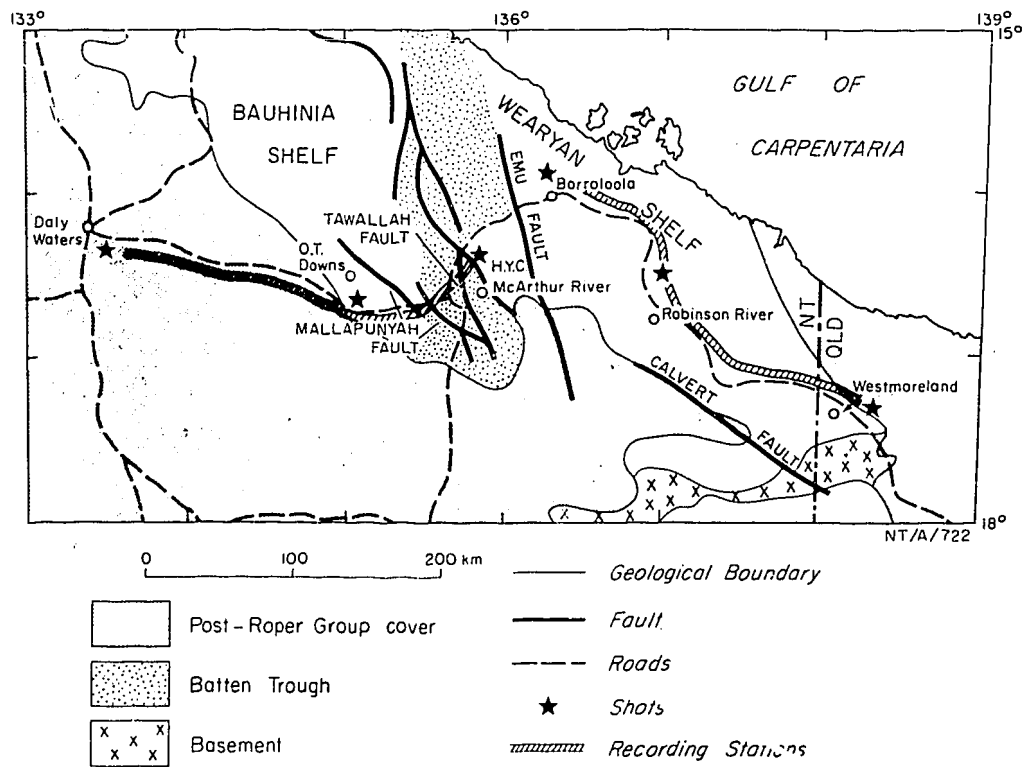 133°
136°
139°
15°
GULF OF
CARPENTARIA
BAUHINIA
SHELF
WEARYAN
SHELF
EMU
FAULT
Borroloola
TAWALLAH
FAULT
Daly
Waters
O.T.
Downs
H.Y.C.
McArthur River
MALLAPUNYAH
FAULT
Robinson River
NT
QLD
CALVERT
FAULT
Westmoreland
18°
NT/A/722
0 100 200 km
Post-Roper Group cover
Batten Trough
Basement
Geological Boundary
Fault
Roads
Shots
Recording Stations